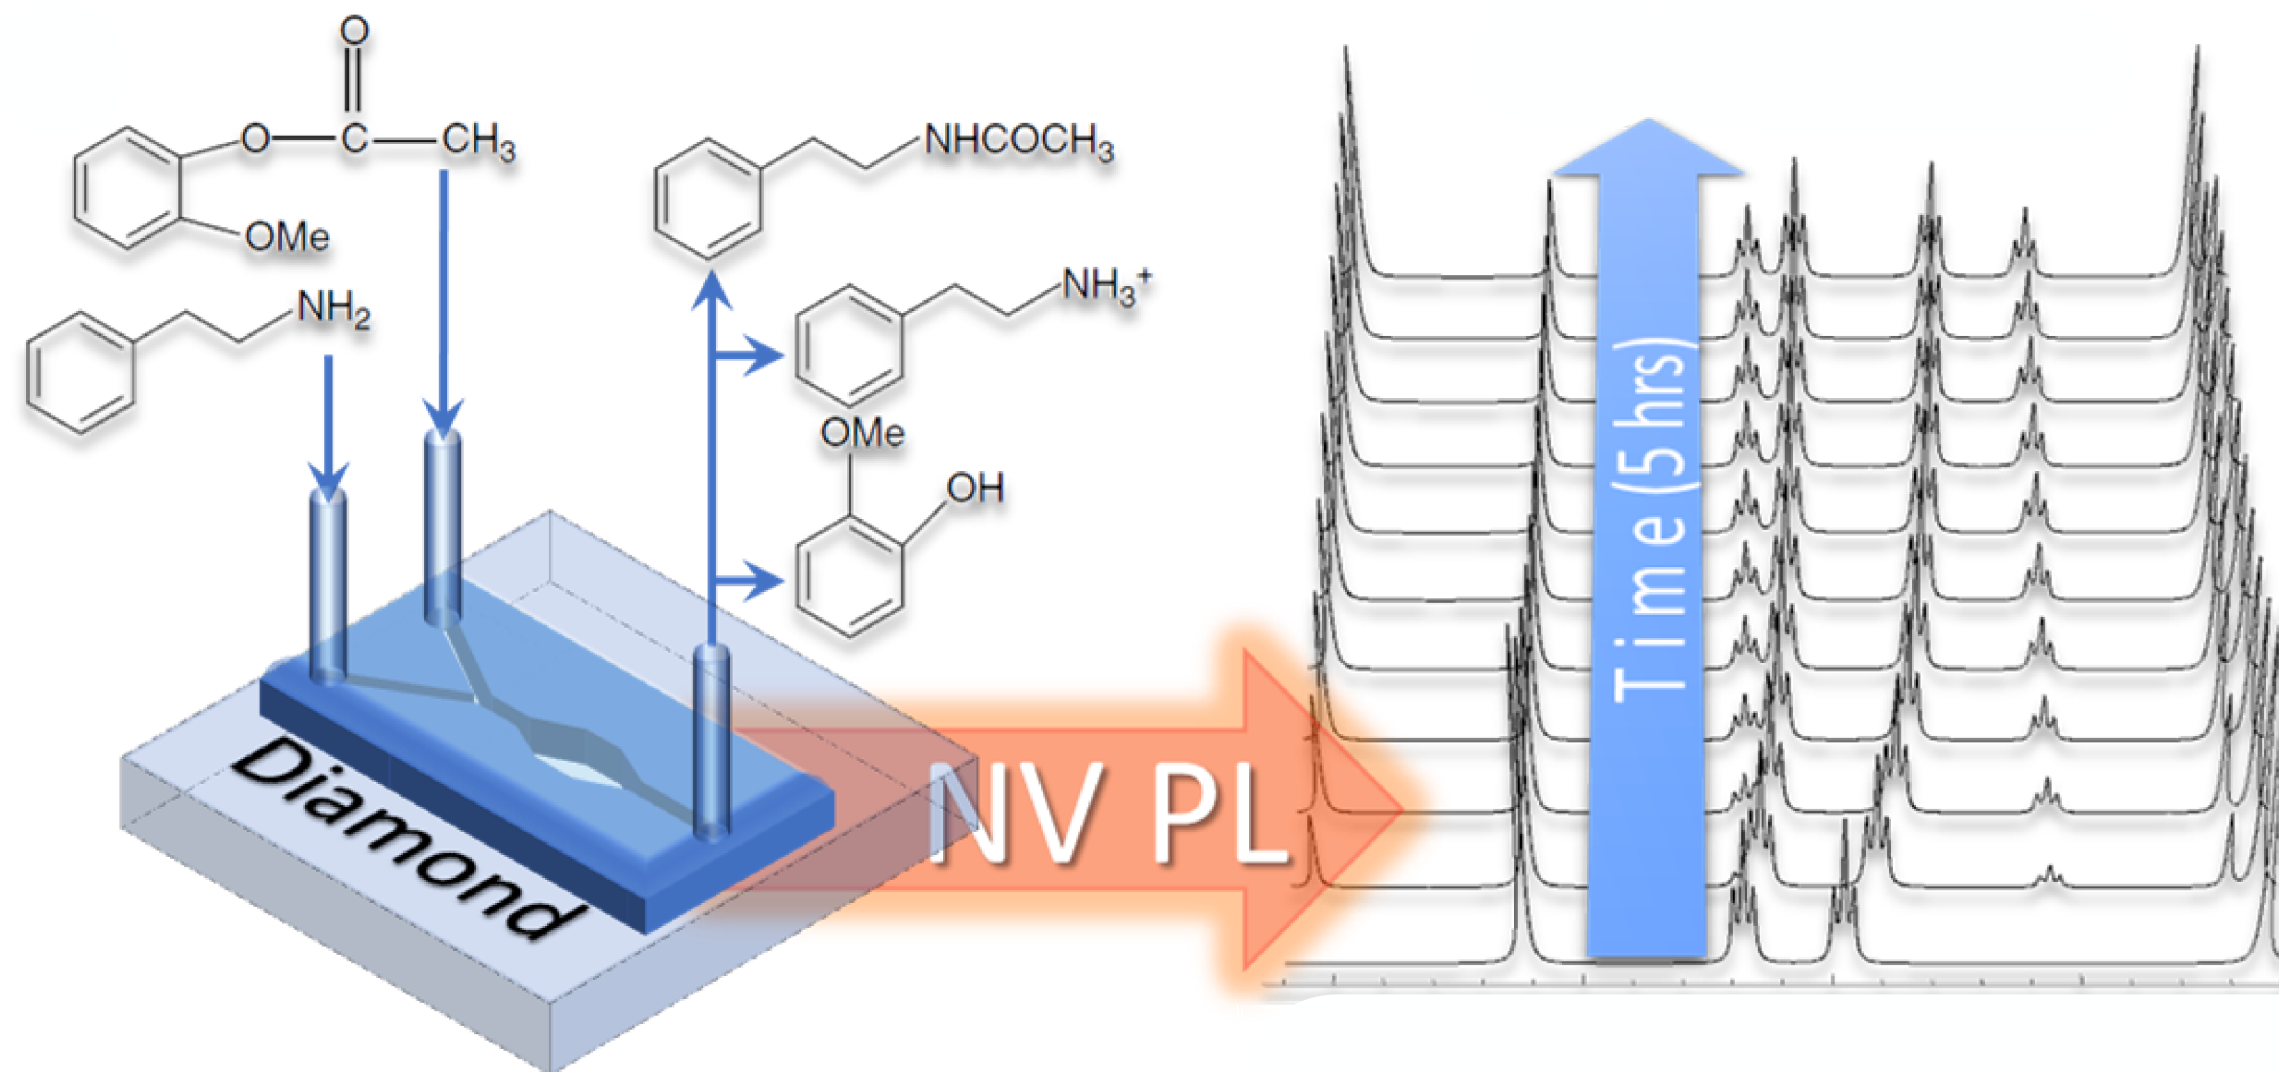 O
O
C
CH₃
OMe
NH₂
NHCOCH₃
NH₃⁺
OMe
OH
Diamond
NV PL
Time (5 hrs)